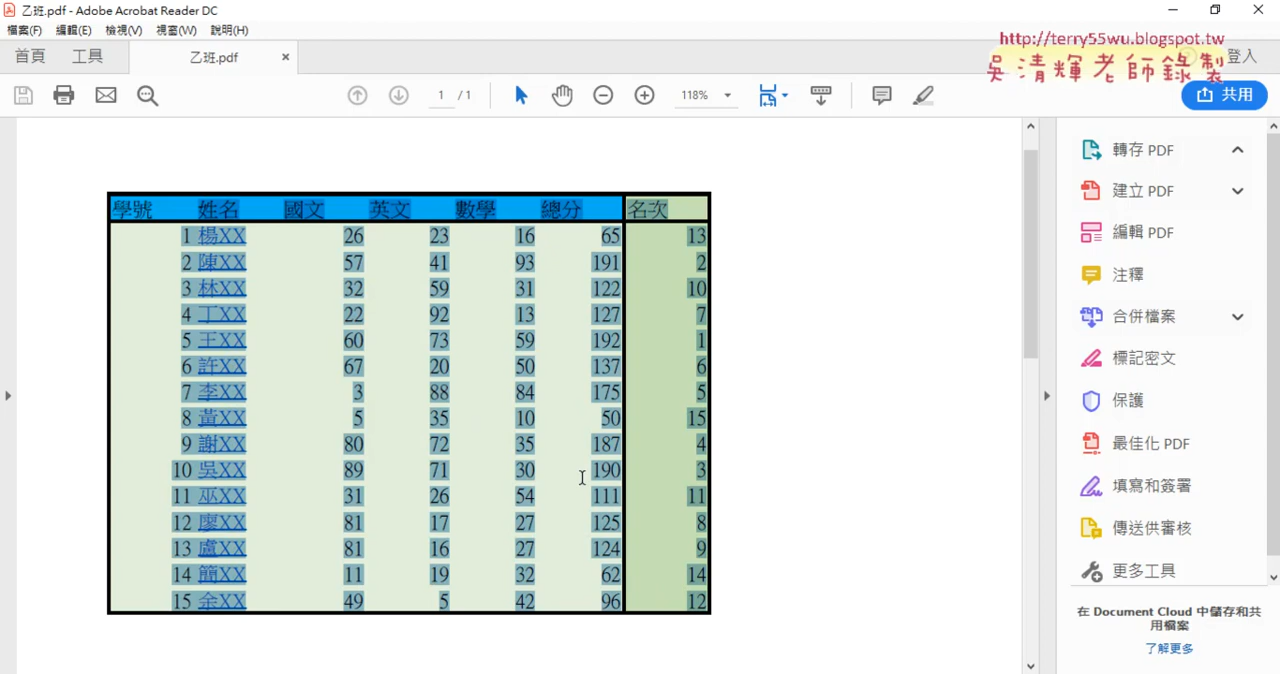 乙班.pdf - Adobe Acrobat Reader DC
檔案(F) 編輯(E) 檢視(V) 視窗(W) 說明(H)
http://terry55wu.blogspot.tw
吳清輝老師錄製
首頁 工具 乙班.pdf × 登入
1 / 1 118% 共用
學號 姓名 國文 英文 數學 總分 名次
1 楊XX 26 23 16 65 13
2 陳XX 57 41 93 191 2
3 林XX 32 59 31 122 10
4 丁XX 22 92 13 127 7
5 王XX 60 73 59 192 1
6 許XX 67 20 50 137 6
7 李XX 3 88 84 175 5
8 黃XX 5 35 10 50 15
9 謝XX 80 72 35 187 4
10 吳XX 89 71 30 190 3
11 巫XX 31 26 54 111 11
12 廖XX 81 17 27 125 8
13 盧XX 81 16 27 124 9
14 簡XX 11 19 32 62 14
15 余XX 49 5 42 96 12
轉存 PDF
建立 PDF
編輯 PDF
注釋
合併檔案
標記密文
保護
最佳化 PDF
填寫和簽署
傳送供審核
更多工具
在 Document Cloud 中儲存和共
用檔案
了解更多